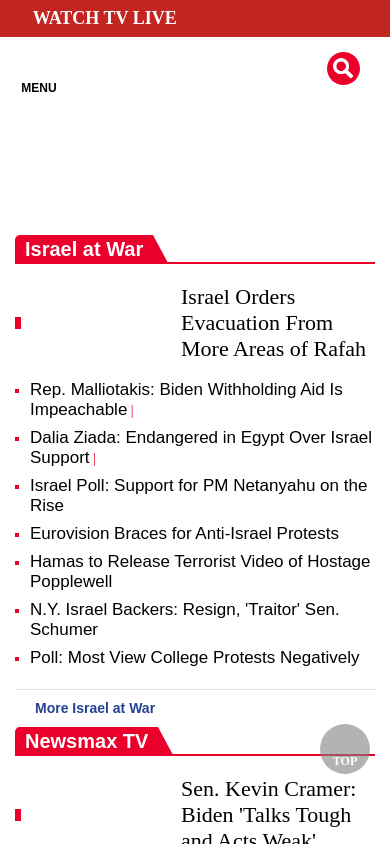 WATCH TV LIVE
MENU
Israel at War
Israel Orders
Evacuation From
More Areas of Rafah
Rep. Malliotakis: Biden Withholding Aid Is
Impeachable |
Dalia Ziada: Endangered in Egypt Over Israel
Support |
Israel Poll: Support for PM Netanyahu on the
Rise
Eurovision Braces for Anti-Israel Protests
Hamas to Release Terrorist Video of Hostage
Popplewell
N.Y. Israel Backers: Resign, 'Traitor' Sen.
Schumer
Poll: Most View College Protests Negatively
More Israel at War
Newsmax TV
TOP
Sen. Kevin Cramer:
Biden 'Talks Tough
and Acts Weak'